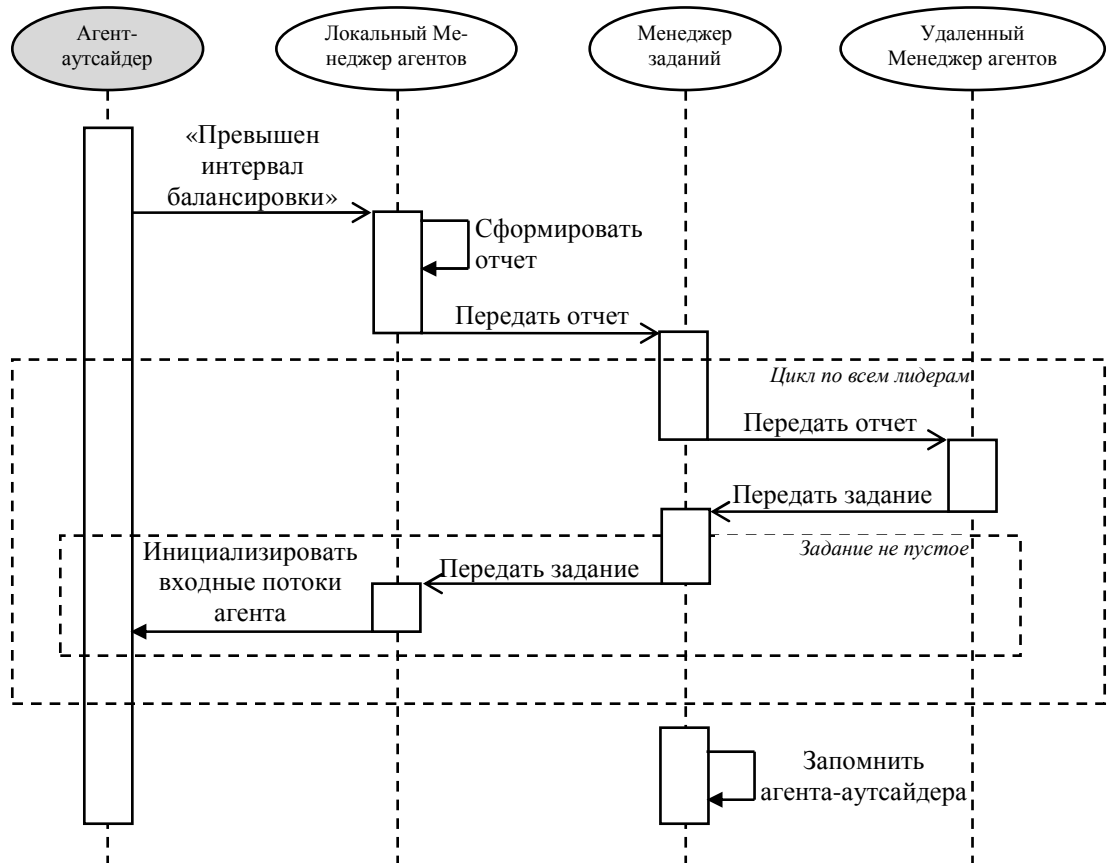 Агент-
аутсайдер
Локальный Ме-
неджер агентов
Менеджер
заданий
Удаленный
Менеджер агентов
«Превышен
интервал
балансировки»
Сформировать
отчет
Передать отчет
Цикл по всем лидерам
Передать отчет
Передать задание
Задание не пустое
Инициализировать
входные потоки
агента
Передать задание
Запомнить
агента-аутсайдера